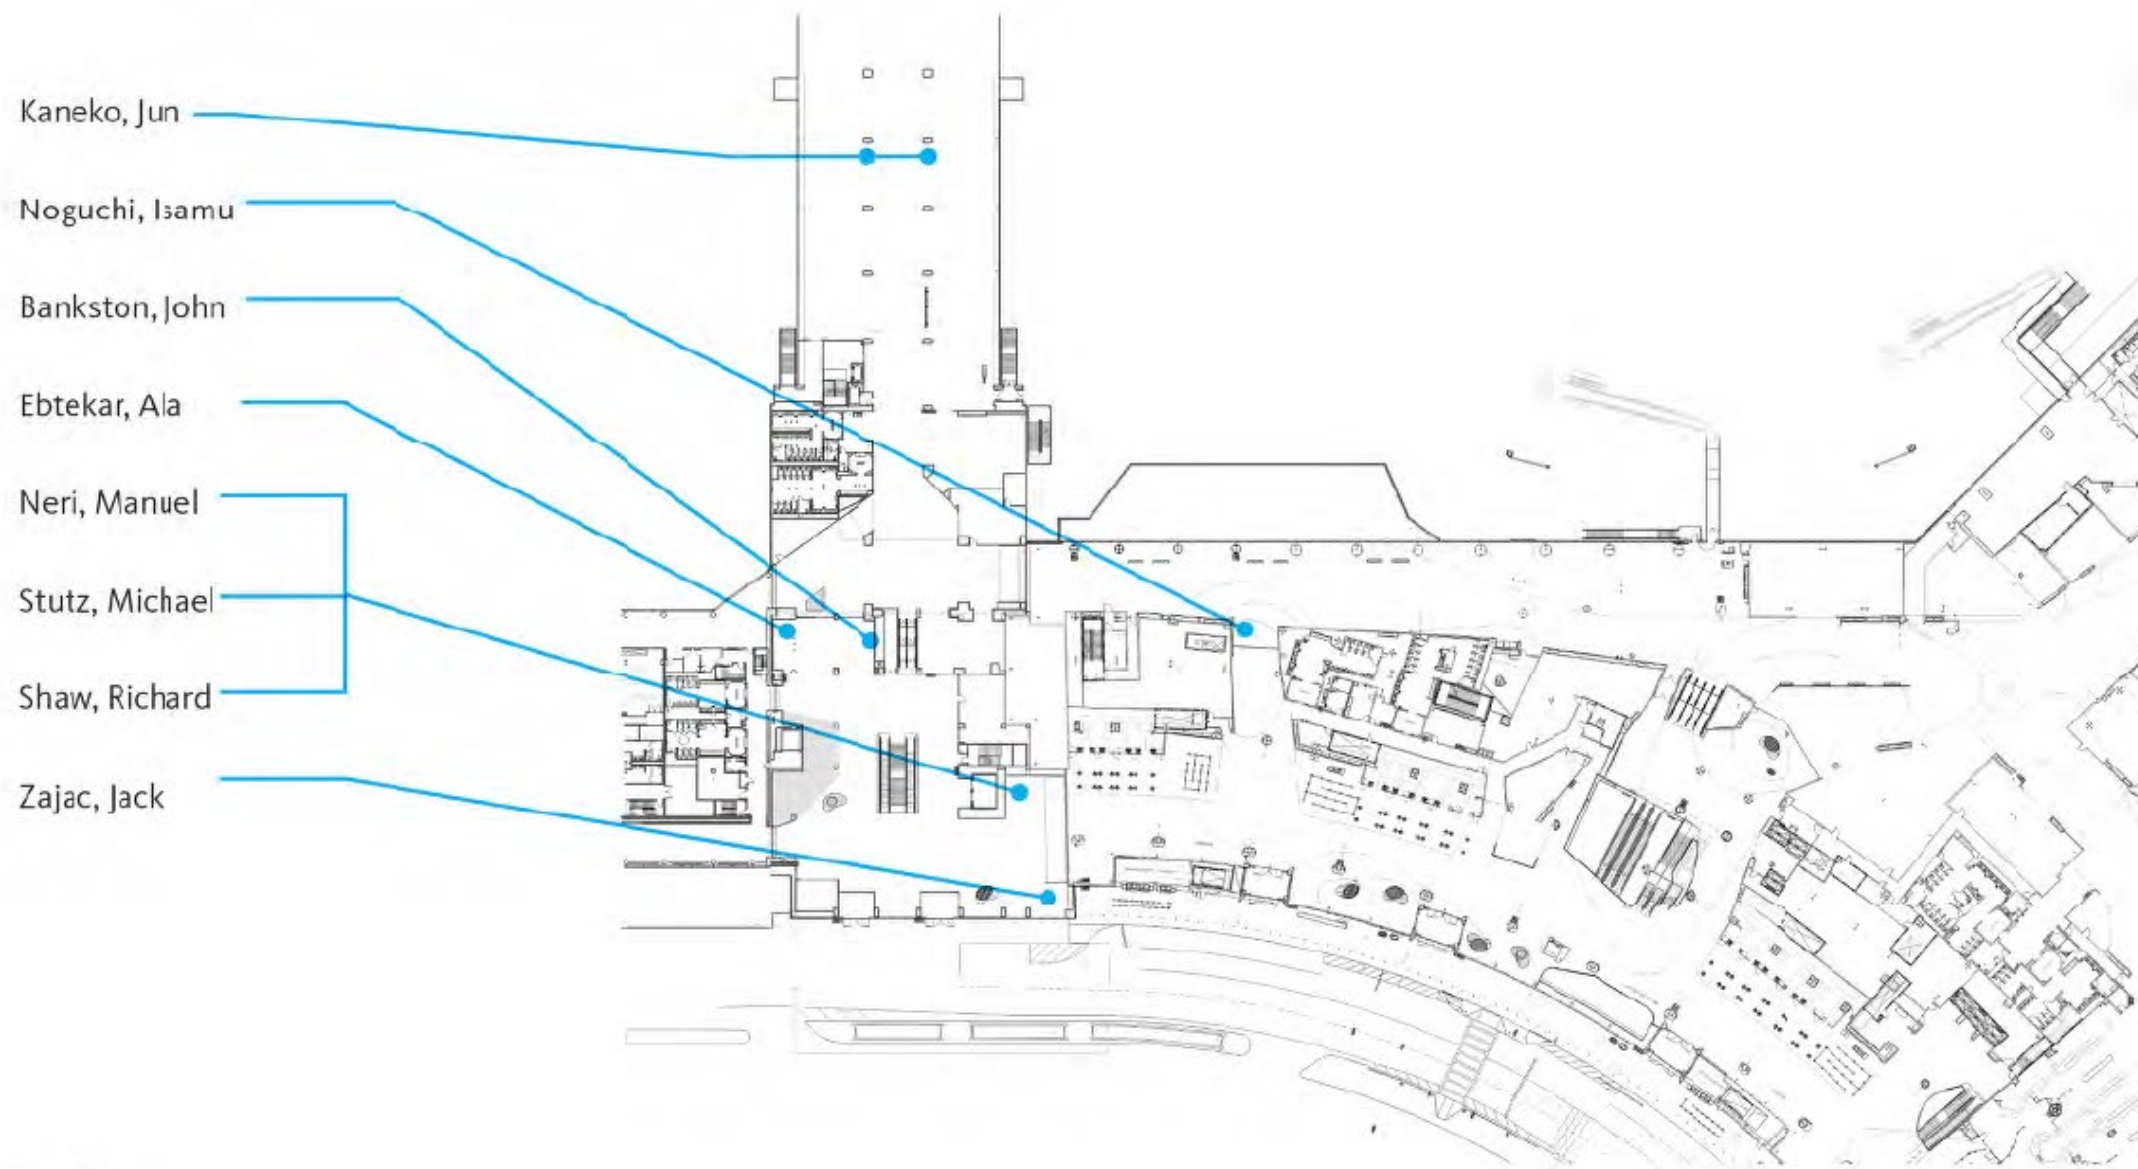 Kaneko, Jun
Noguchi, Isamu
Bankston, John
Ebtekar, Ala
Neri, Manuel
Stutz, Michael
Shaw, Richard
Zajac, Jack